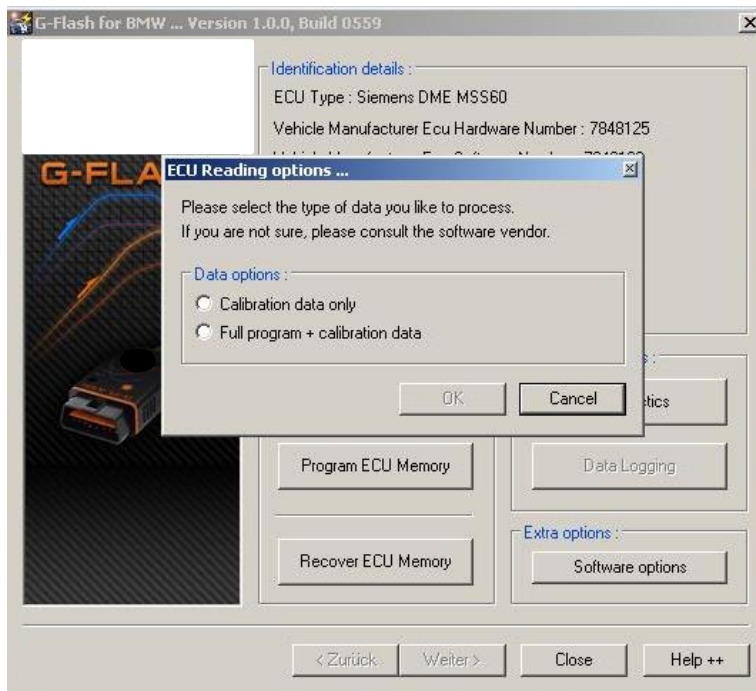 G-Flash for BMW ... Version 1.0.0, Build 0559
Identification details :
ECU Type : Siemens DME MSS60
Vehicle Manufacturer Ecu Hardware Number : 7848125
G-FLA
ECU Reading options ...
Please select the type of data you like to process.
If you are not sure, please consult the software vendor.
Data options :
Calibration data only
Full program + calibration data
OK
Cancel
Program ECU Memory
Data Logging
Recover ECU Memory
Extra options :
Software options
< Zurück
Weiter >
Close
Help ++